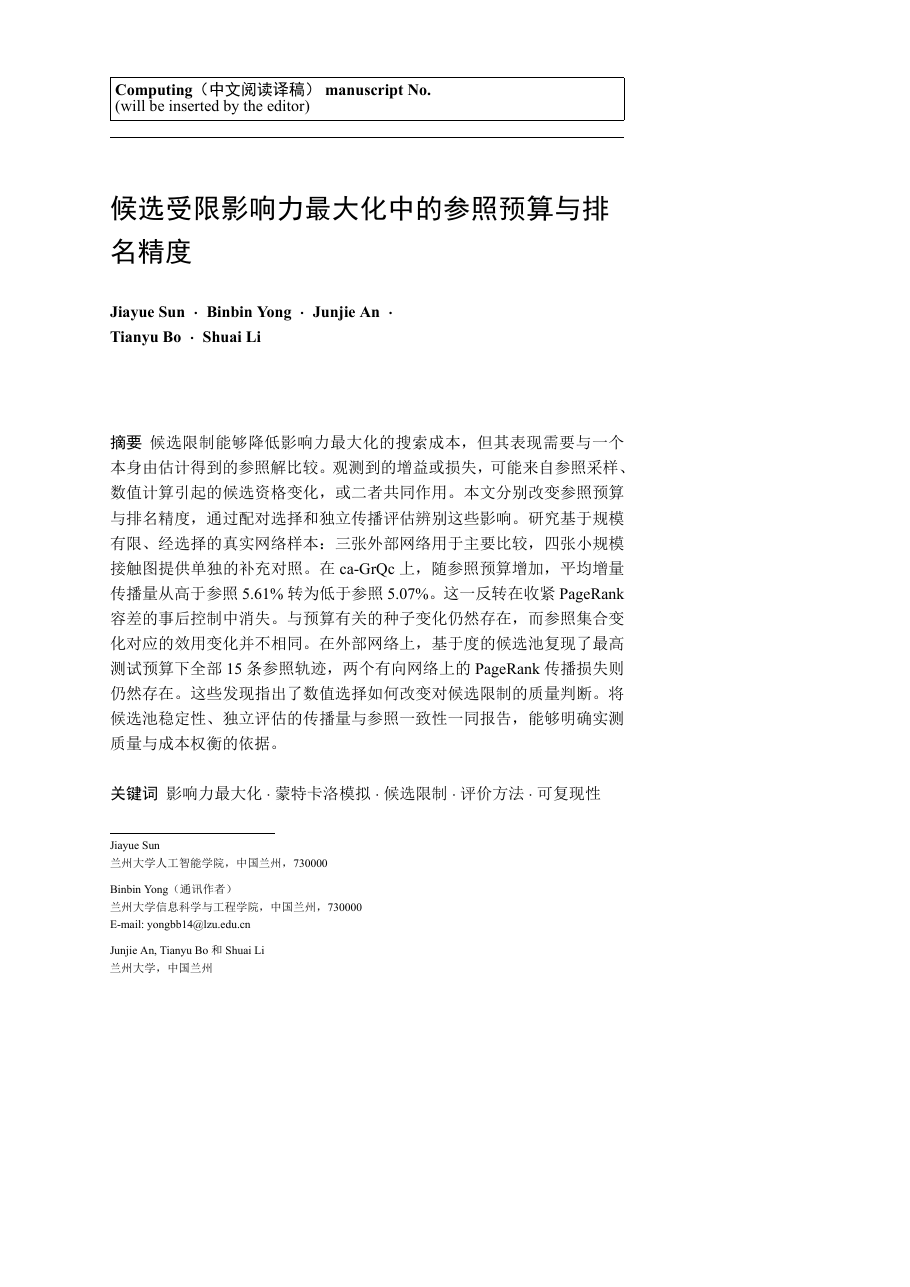 Computing（中文阅读译稿） manuscript No.
(will be inserted by the editor)
候选受限影响力最大化中的参照预算与排
名精度
Jiayue Sun · Binbin Yong · Junjie An ·
Tianyu Bo · Shuai Li
摘要 候选限制能够降低影响力最大化的搜索成本，但其表现需要与一个
本身由估计得到的参照解比较。观测到的增益或损失，可能来自参照采样、
数值计算引起的候选资格变化，或二者共同作用。本文分别改变参照预算
与排名精度，通过配对选择和独立传播评估辨别这些影响。研究基于规模
有限、经选择的真实网络样本：三张外部网络用于主要比较，四张小规模
接触图提供单独的补充对照。在 ca-GrQc 上，随参照预算增加，平均增量
传播量从高于参照 5.61% 转为低于参照 5.07%。这一反转在收紧 PageRank
容差的事后控制中消失。与预算有关的种子变化仍然存在，而参照集合变
化对应的效用变化并不相同。在外部网络上，基于度的候选池复现了最高
测试预算下全部 15 条参照轨迹，两个有向网络上的 PageRank 传播损失则
仍然存在。这些发现指出了数值选择如何改变对候选限制的质量判断。将
候选池稳定性、独立评估的传播量与参照一致性一同报告，能够明确实测
质量与成本权衡的依据。
关键词 影响力最大化 · 蒙特卡洛模拟 · 候选限制 · 评价方法 · 可复现性
Jiayue Sun
兰州大学人工智能学院，中国兰州，730000
Binbin Yong（通讯作者）
兰州大学信息科学与工程学院，中国兰州，730000
E-mail: yongbb14@lzu.edu.cn
Junjie An, Tianyu Bo 和 Shuai Li
兰州大学，中国兰州